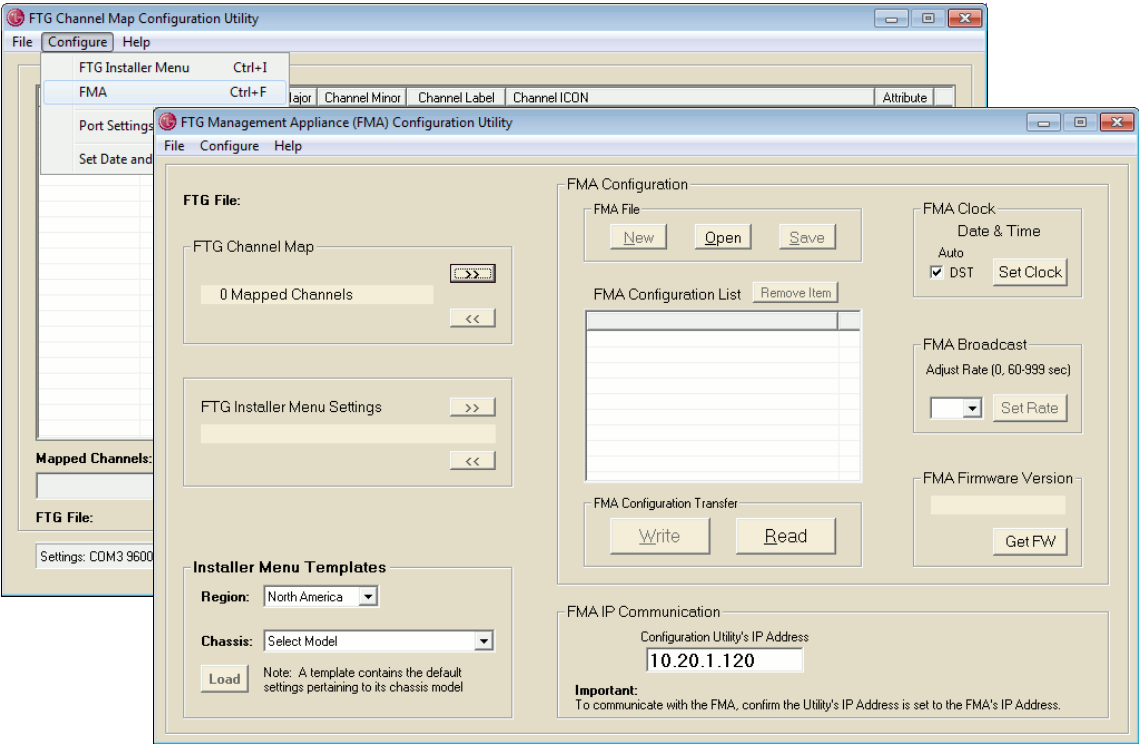 FTG Channel Map Configuration Utility
File Configure Help
FTG Installer Menu Ctrl+I
FMA Ctrl+F
Port Settings
Set Date and
Channel Minor Channel Label Channel ICON Attribute
Mapped Channels:
FTG File:
Settings: COM3 9600
FTG Management Appliance (FMA) Configuration Utility
File Configure Help
FTG File:
FTG Channel Map
>>
0 Mapped Channels
<<
FTG Installer Menu Settings >>
<<
Installer Menu Templates
Region: North America
Chassis: Select Model
Load
Note: A template contains the default
settings pertaining to its chassis model
FMA Configuration
FMA File
New Open Save
FMA Configuration List Remove Item
FMA Configuration Transfer
Write Read
FMA Clock
Date & Time
Auto
DST Set Clock
FMA Broadcast
Adjust Rate (0, 60-999 sec)
Set Rate
FMA Firmware Version
Get FW
FMA IP Communication
Configuration Utility's IP Address
10.20.1.120
Important:
To communicate with the FMA, confirm the Utility's IP Address is set to the FMA's IP Address.